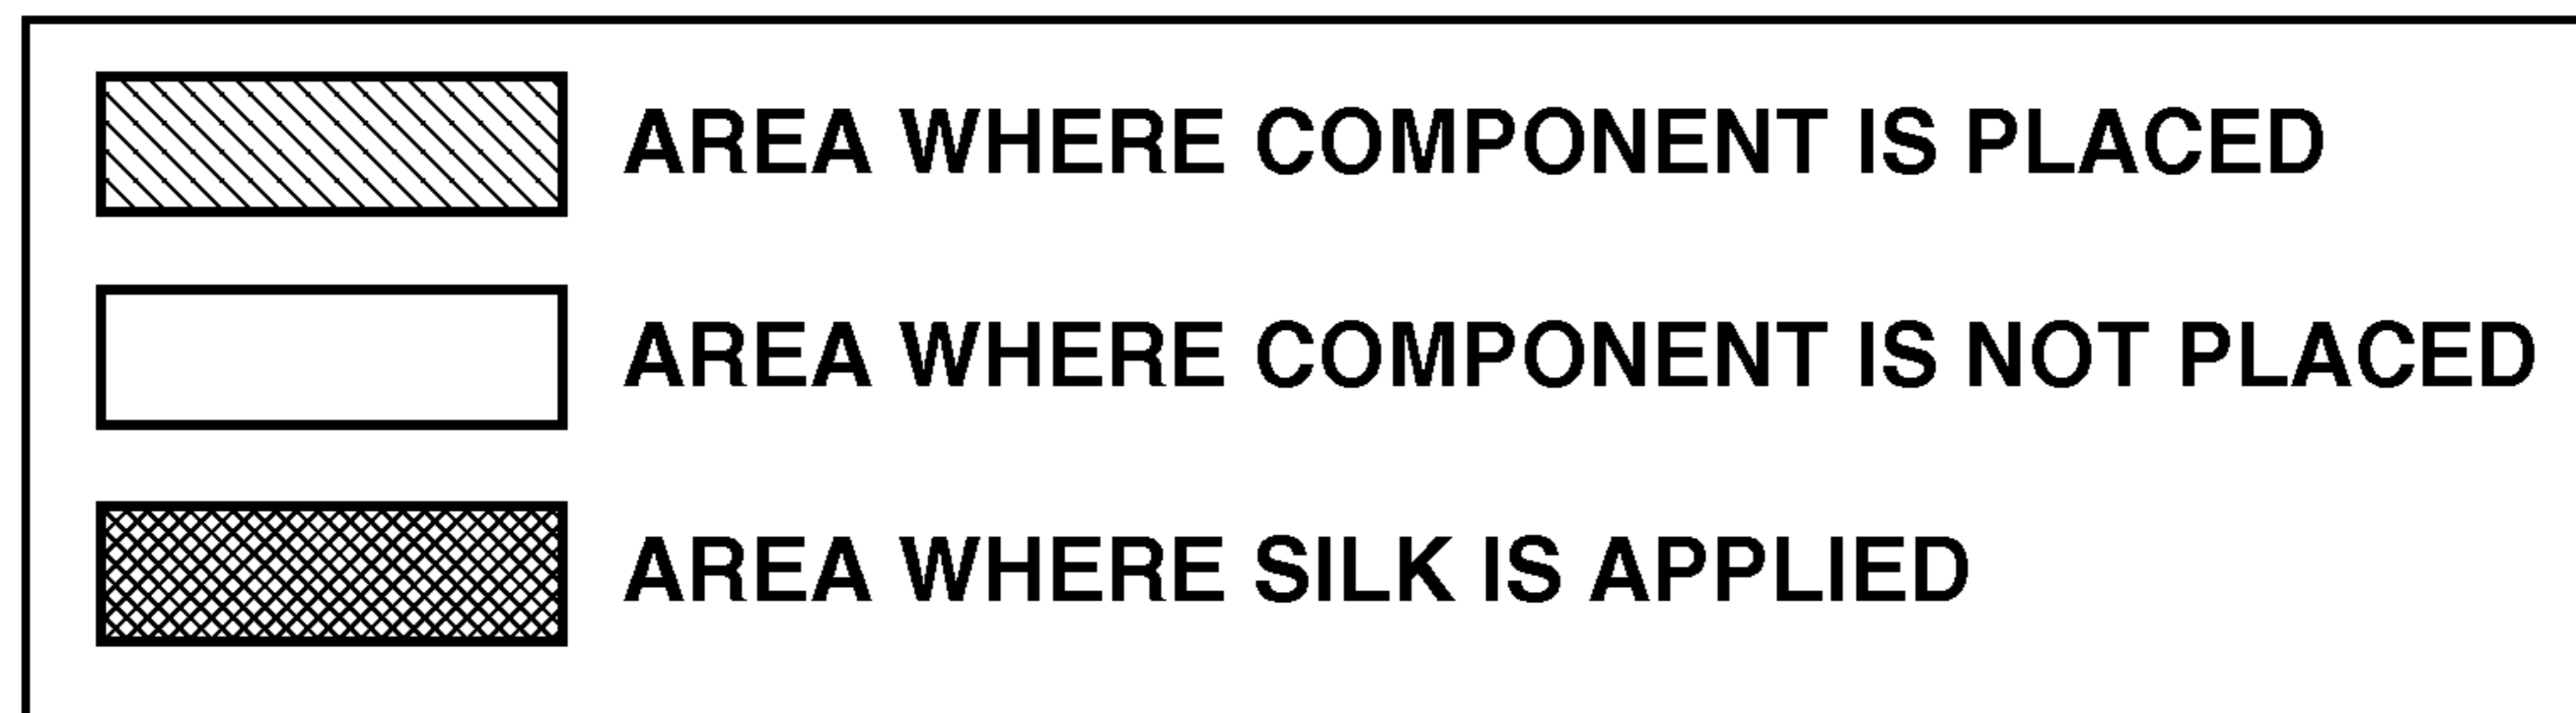 AREA WHERE COMPONENT IS PLACED
AREA WHERE COMPONENT IS NOT PLACED
AREA WHERE SILK IS APPLIED